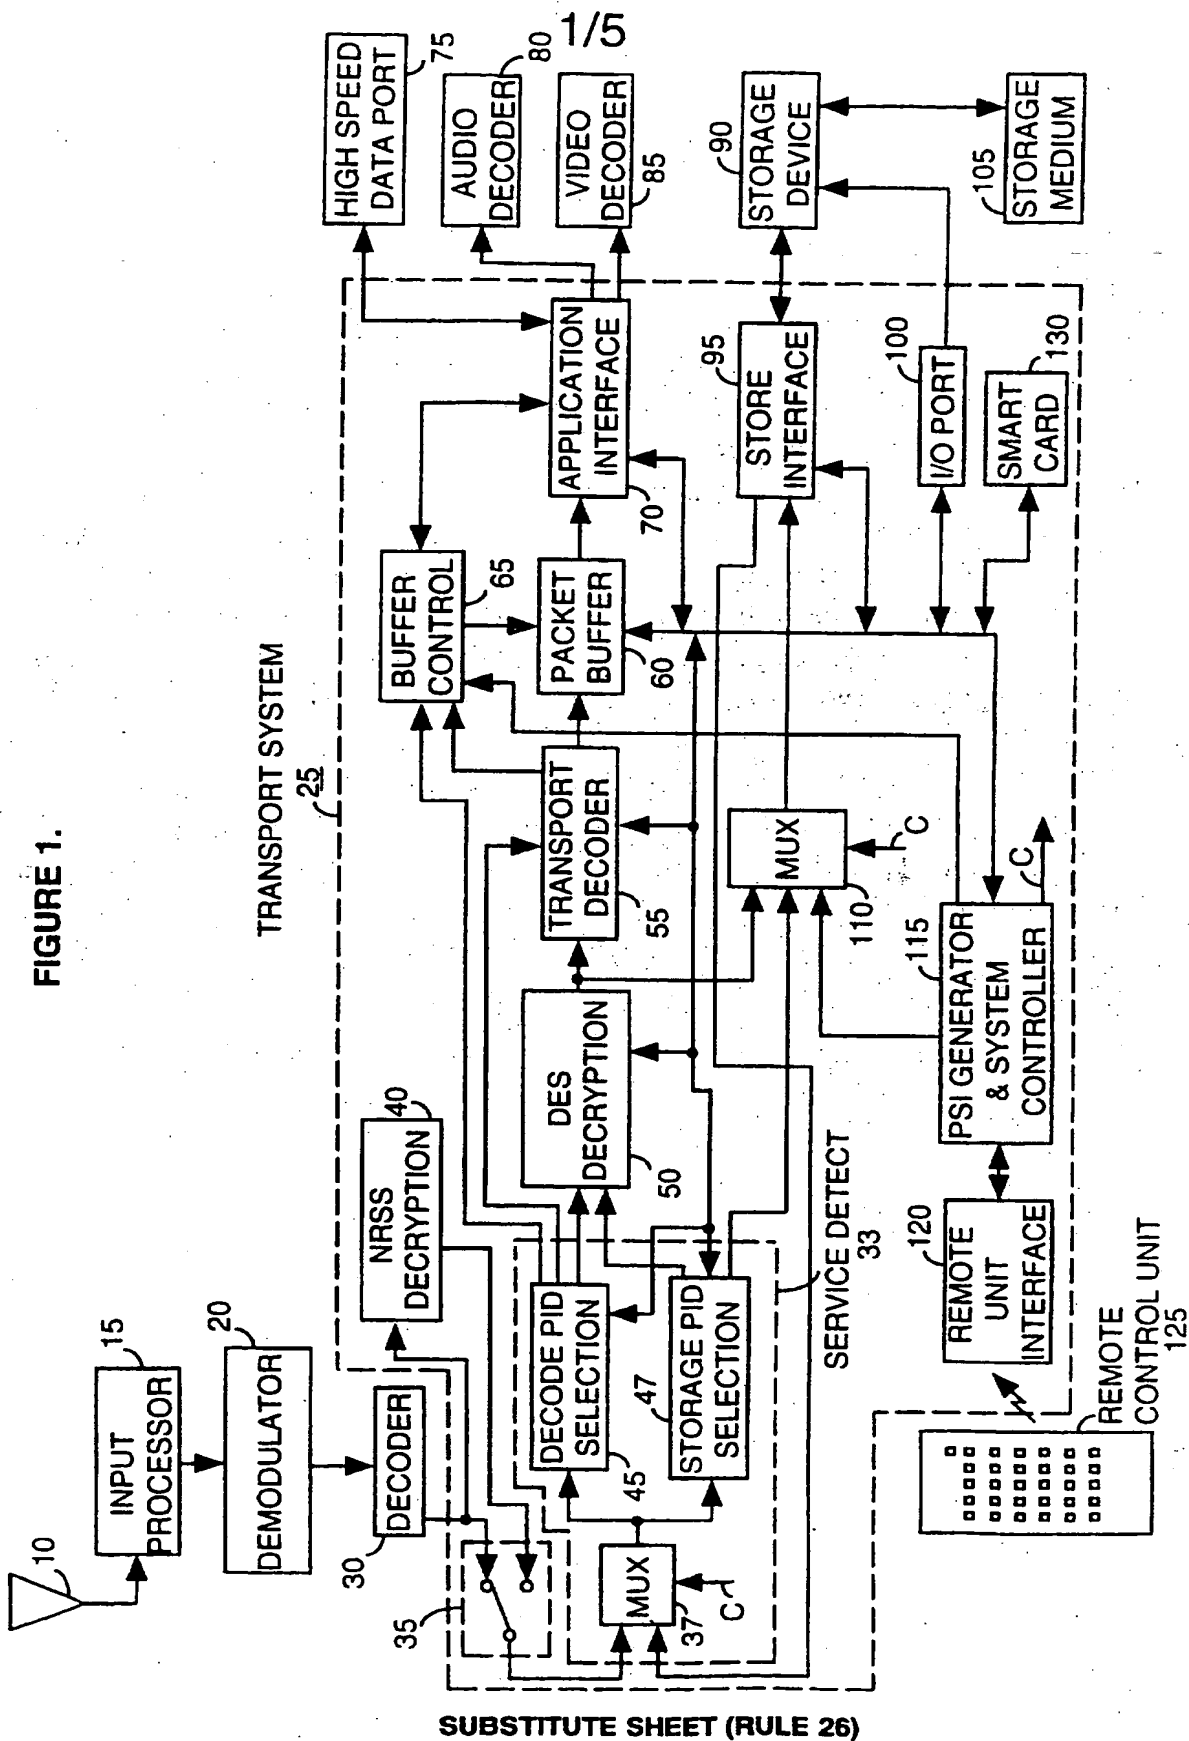 1/5
FIGURE 1.
TRANSPORT SYSTEM
25
10
INPUT
PROCESSOR
15
DEMODULATOR
20
DECODER
30
35
NRSS
DECRYPTION
40
MUX
37
C
DECODE PID
SELECTION
45
STORAGE PID
SELECTION
47
SERVICE DETECT
33
DES
DECRYPTION
50
TRANSPORT
DECODER
55
PACKET
BUFFER
60
BUFFER
CONTROL
65
APPLICATION
INTERFACE
70
HIGH SPEED
DATA PORT
75
AUDIO
DECODER
80
VIDEO
DECODER
85
STORAGE
DEVICE
90
STORE
INTERFACE
95
I/O PORT
100
STORAGE
MEDIUM
105
MUX
110
C
PSI GENERATOR
& SYSTEM
CONTROLLER
115
C
REMOTE
UNIT
INTERFACE
120
REMOTE
CONTROL UNIT
125
SMART
CARD
130
SUBSTITUTE SHEET (RULE 26)